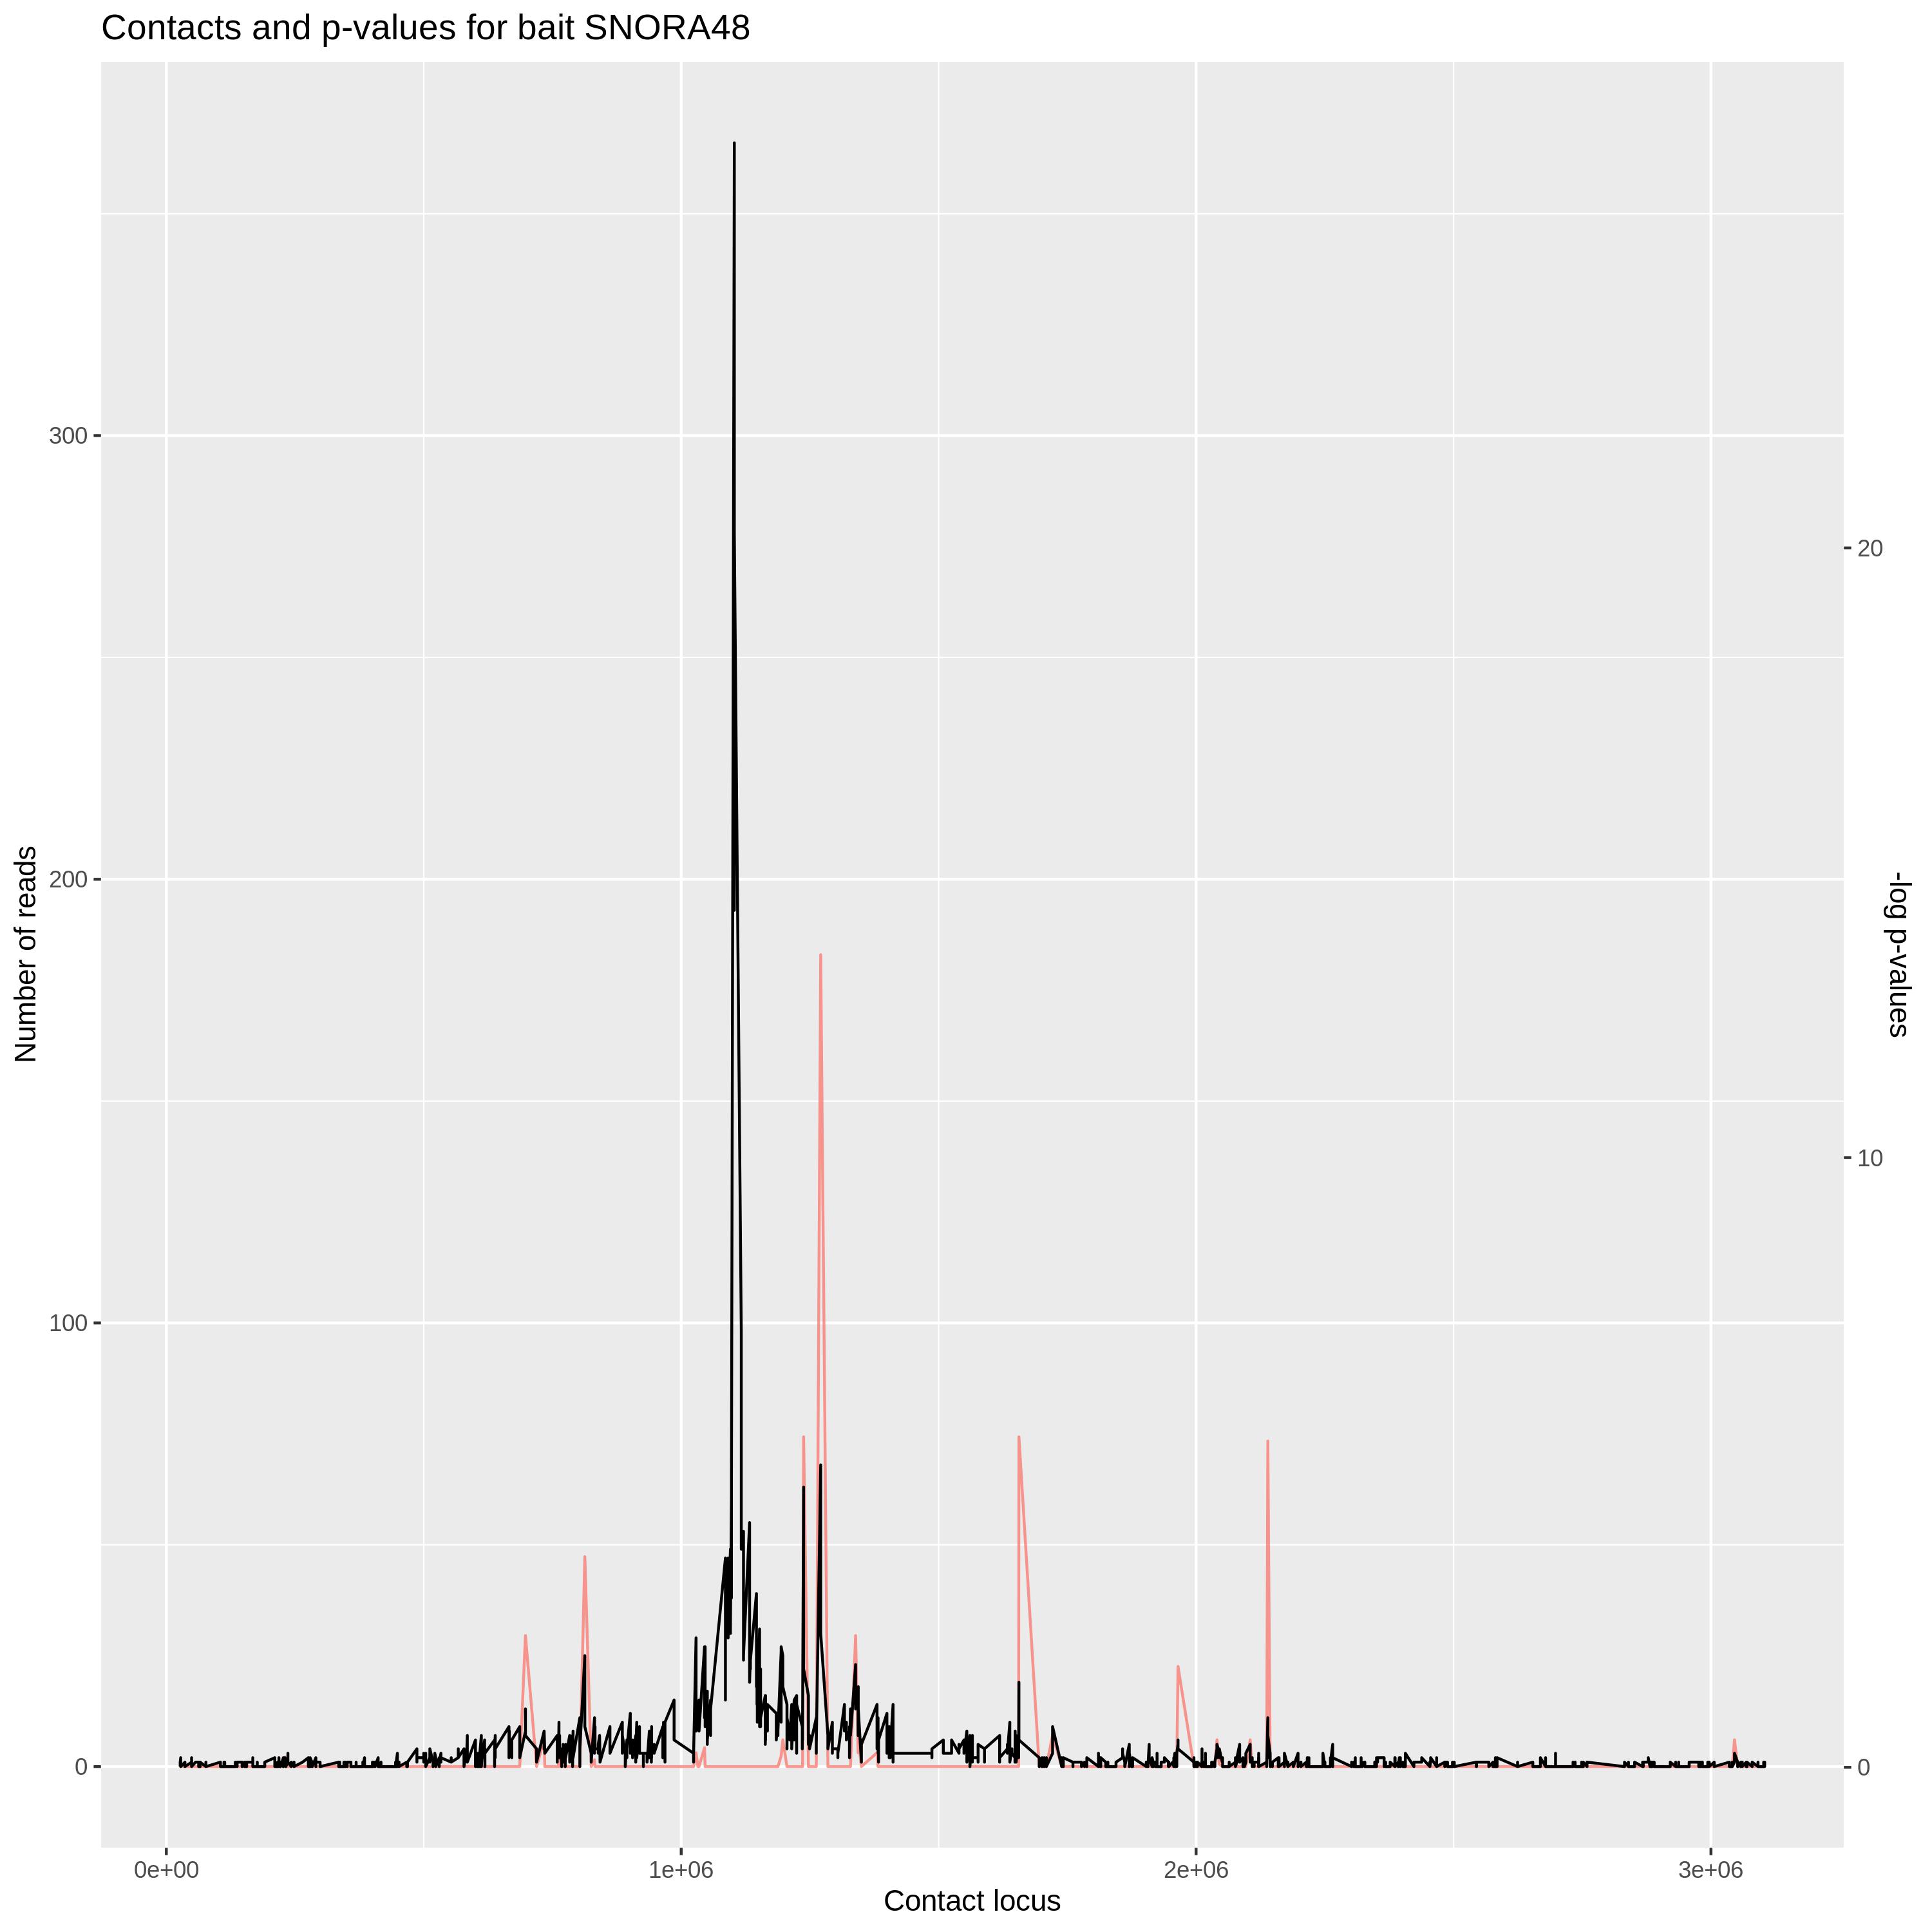 Contacts and p-values for bait SNORA48
Number of reads
300
200
100
0
20
10
0
-log p-values
0e+00
1e+06
2e+06
3e+06
Contact locus